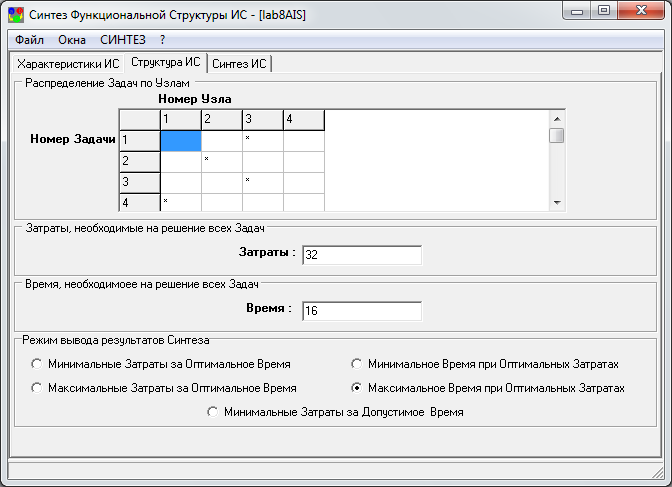 Синтез Функциональной Структуры ИС - [lab8AIS]
Файл Окна СИНТЕЗ ?
Характеристики ИС Структура ИС Синтез ИС
Распределение Задач по Узлам
Номер Узла
1 2 3 4
Номер Задачи 1 *
2 *
3 *
4 *
Затраты, необходимые на решение всех Задач
Затраты : 32
Время, необходимоее на решение всех Задач
Время : 16
Режим вывода результатов Синтеза
Минимальные Затраты за Оптимальное Время Минимальное Время при Оптимальных Затратах
Максимальные Затраты за Оптимальное Время Максимальное Время при Оптимальных Затратах
Минимальные Затраты за Допустимое Время